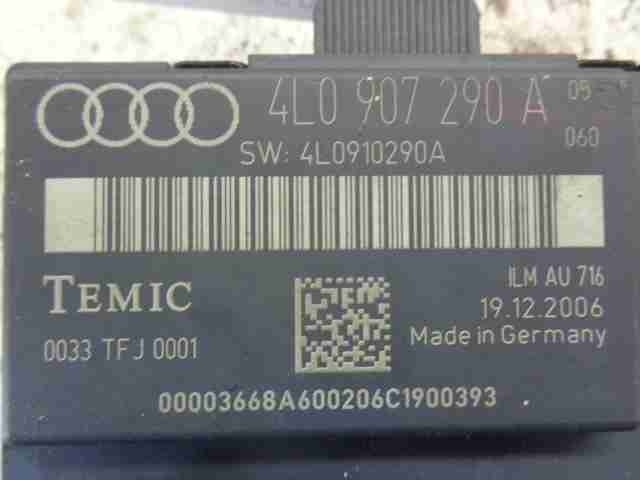 4L0 907 290 A 05
060
SW: 4L0910290A
TEMIC
ILM AU 716
19.12.2006
0033 TFJ 0001
Made in Germany
00003668A600206C1900393